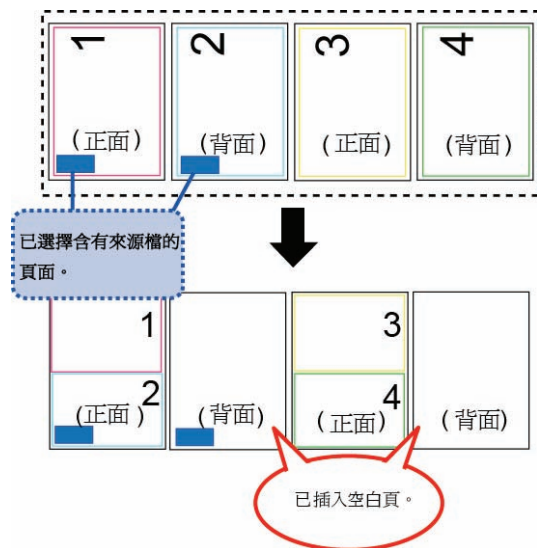 1
2
3
4
(正面)
(背面)
(正面)
(背面)
已選擇含有來源檔的
頁面。
1
2
(正面)
(背面)
3
4
(正面)
(背面)
已插入空白頁。